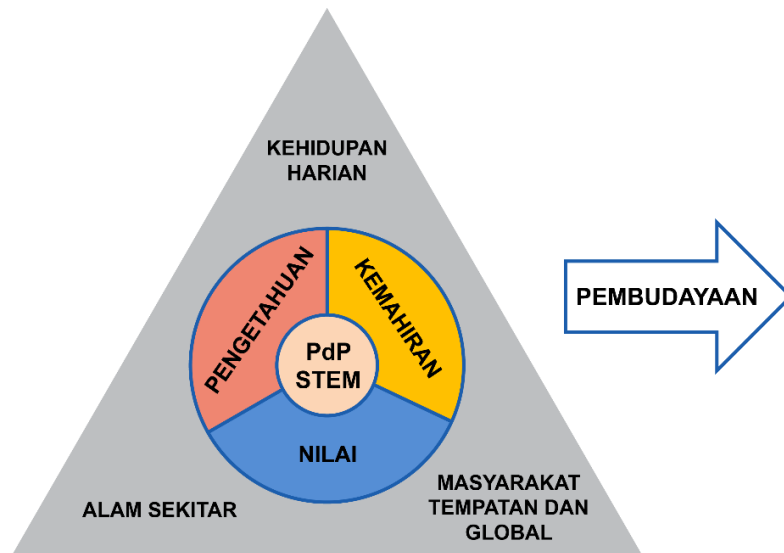 KEHIDUPAN
HARIAN
PENGETAHUAN
KEMAHIRAN
PdP
STEM
NILAI
ALAM SEKITAR
MASYARAKAT
TEMPATAN DAN
GLOBAL
PEMBUDAYAAN